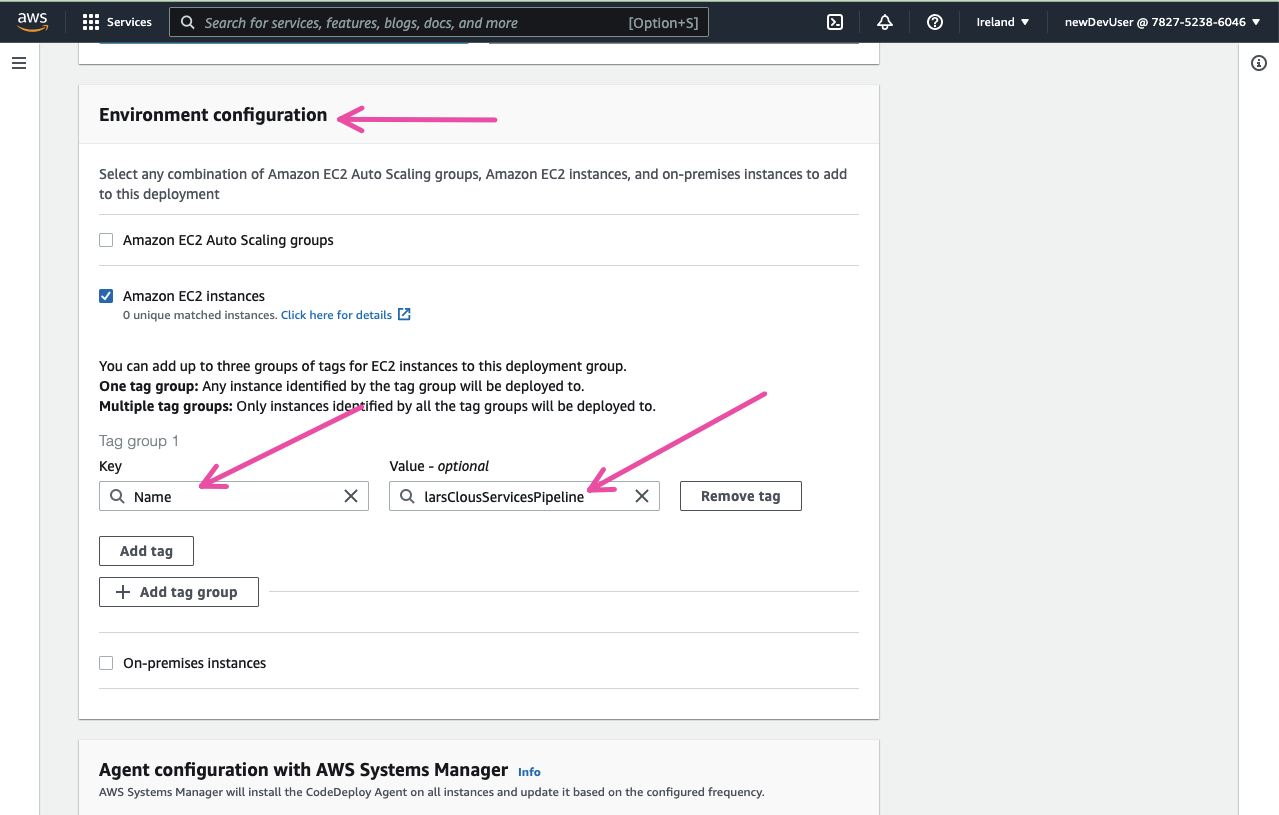 aws
Services
Search for services, features, blogs, docs, and more
[Option+S]
Ireland ▼
newDevUser @ 7827-5238-6046 ▼
Environment configuration
Select any combination of Amazon EC2 Auto Scaling groups, Amazon EC2 instances, and on-premises instances to add
to this deployment
Amazon EC2 Auto Scaling groups
Amazon EC2 instances
0 unique matched instances. Click here for details
You can add up to three groups of tags for EC2 instances to this deployment group.
One tag group: Any instance identified by the tag group will be deployed to.
Multiple tag groups: Only instances identified by all the tag groups will be deployed to.
Tag group 1
Key
Value - optional
Name
larsClousServicesPipeline
Remove tag
Add tag
Add tag group
On-premises instances
Agent configuration with AWS Systems Manager Info
AWS Systems Manager will install the CodeDeploy Agent on all instances and update it based on the configured frequency.